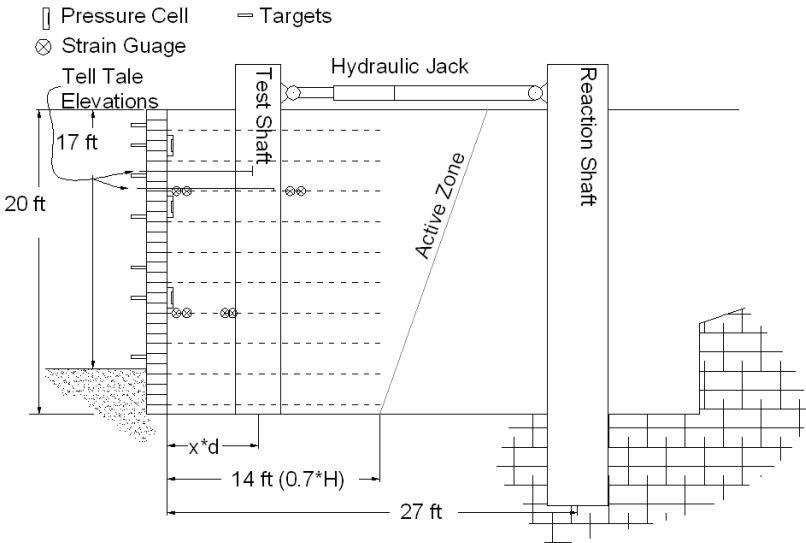 Pressure Cell
Targets
Strain Guage
Tell Tale
Elevations
Hydraulic Jack
Test Shaft
Reaction Shaft
17 ft
20 ft
Active Zone
x*d
14 ft (0.7*H)
27 ft